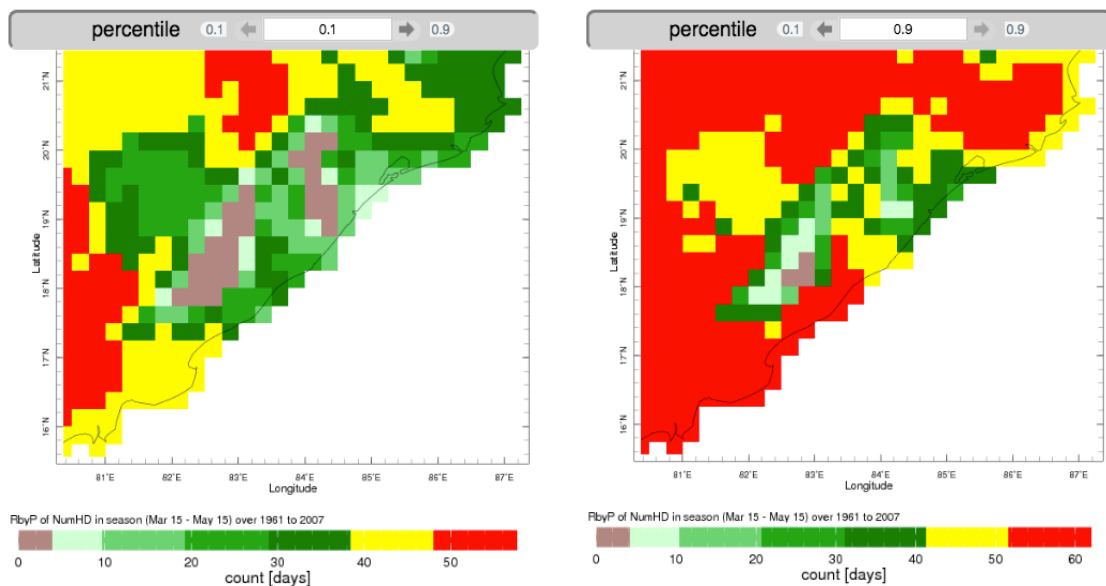 percentile 0.1 0.1 0.9
21°N
20°N
19°N
18°N
17°N
16°N
Latitude
81°E 82°E 83°E 84°E 85°E 86°E 87°E
Longitude
RbyP of NumHD in season (Mar 15 - May 15) over 1961 to 2007
0 10 20 30 40 50
count [days]
percentile 0.1 0.9 0.9
21°N
20°N
19°N
18°N
17°N
16°N
Latitude
81°E 82°E 83°E 84°E 85°E 86°E 87°E
Longitude
RbyP of NumHD in season (Mar 15 - May 15) over 1961 to 2007
0 10 20 30 40 50 60
count [days]